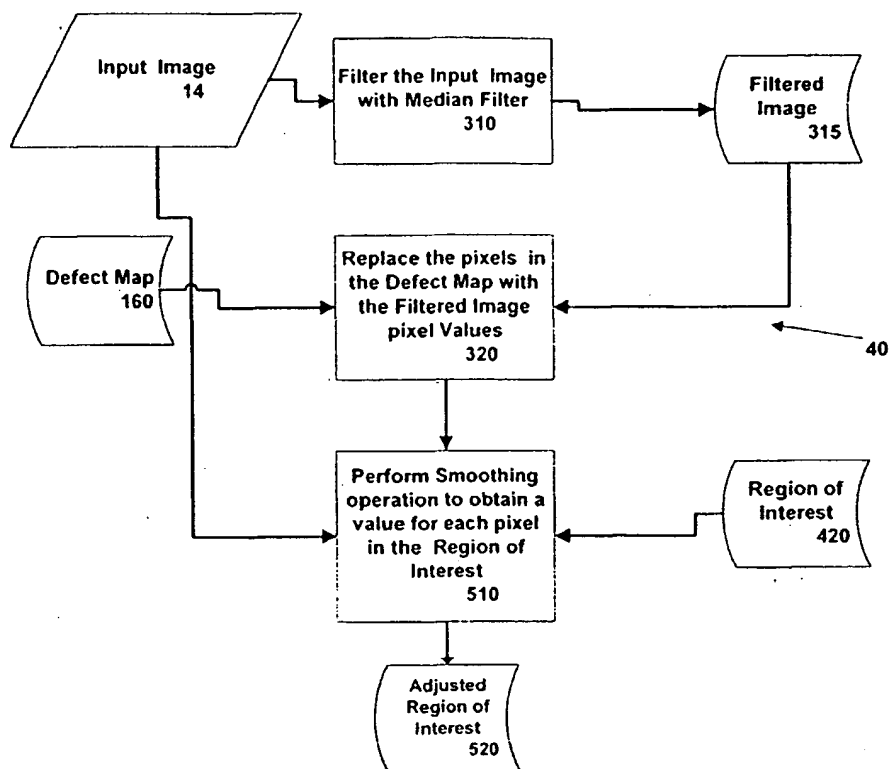 Input Image
14
Filter the Input Image
with Median Filter
310
Filtered
Image
315
Defect Map
160
Replace the pixels in
the Defect Map with
the Filtered Image
pixel Values
320
40
Perform Smoothing
operation to obtain a
value for each pixel
in the Region of
Interest
510
Region of
Interest
420
Adjusted
Region of
Interest
520